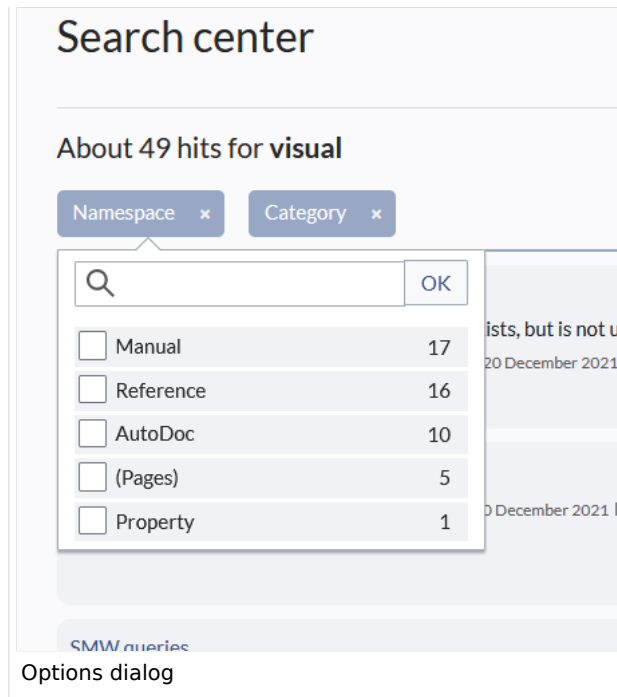 Search center
About 49 hits for visual
Namespace × Category ×
OK
Manual 17
Reference 16
AutoDoc 10
(Pages) 5
Property 1
ists, but is not
20 December 2021
December 2021
SMW queries
Options dialog